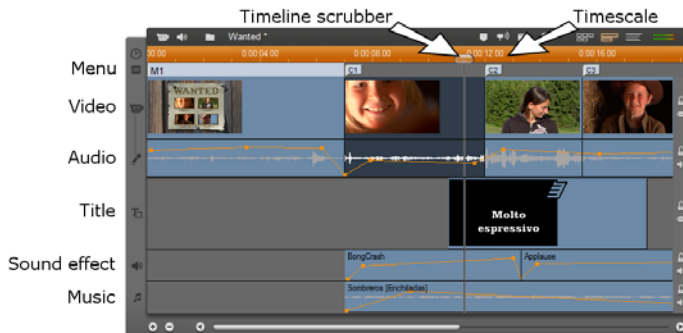 Timeline scrubber
Timescale
Wanted *
00.00
0:00:04.00
0:00:08.00
0:00:12.00
0:00:16.00
Menu
M1
C1
C2
C3
Video
WANTED
Audio
Title
Molto
espressivo
Sound effect
BongCrash
Applause
Music
Sombreros [Enchiladas]